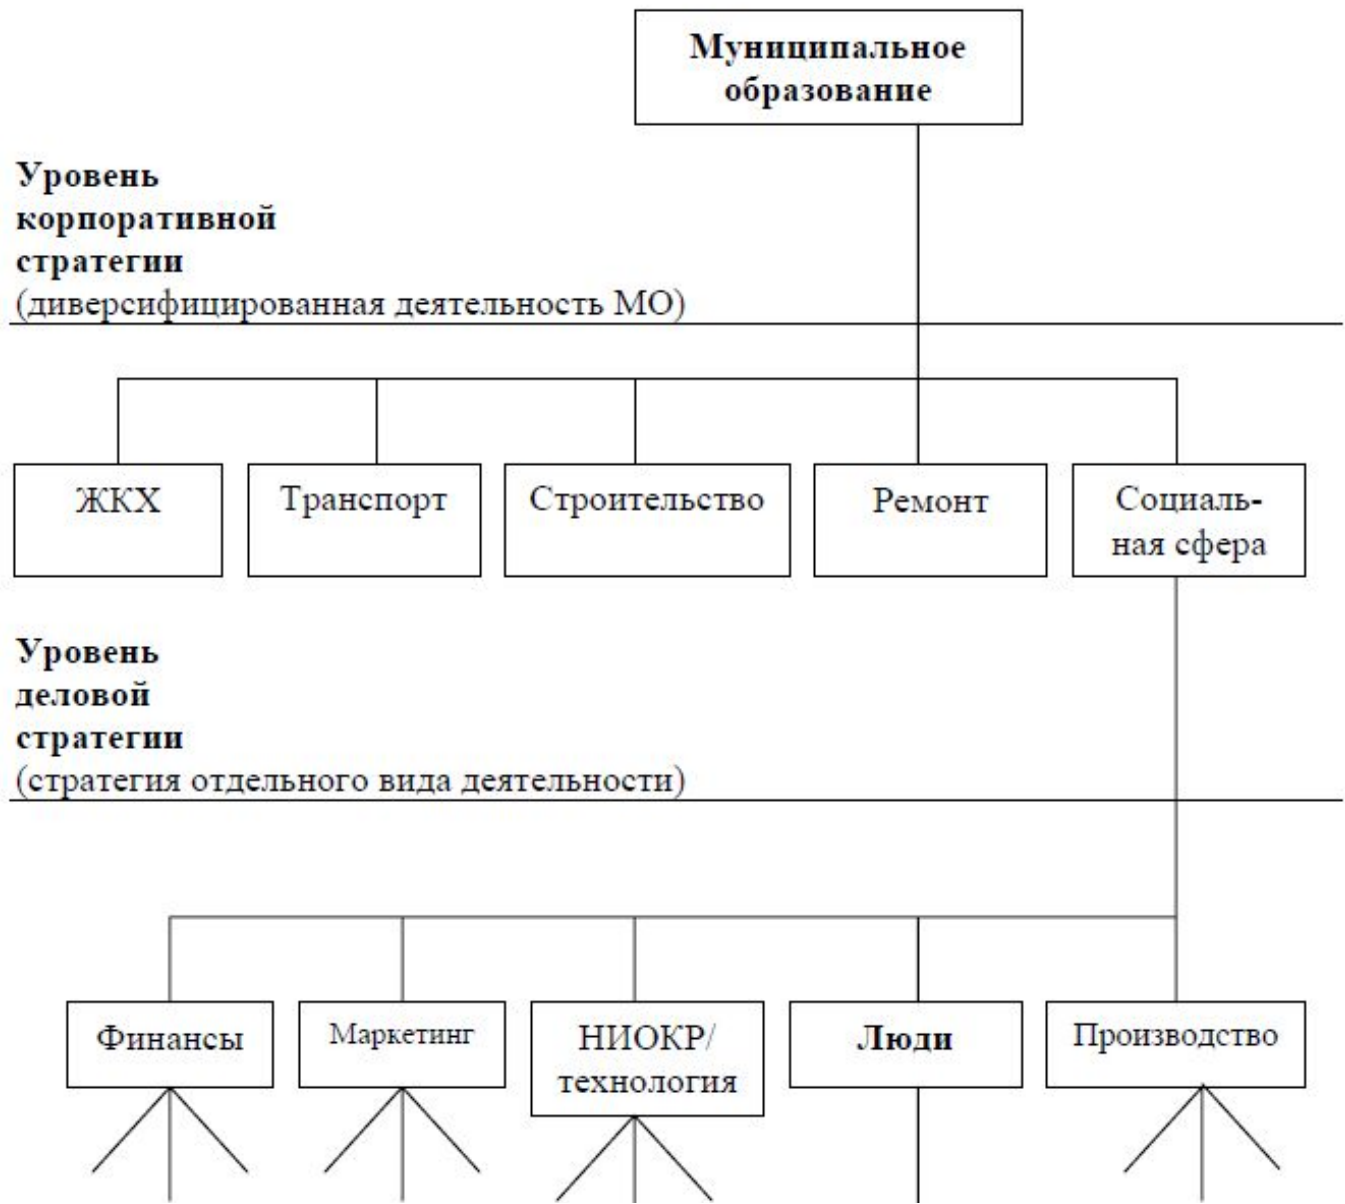 Муниципальное
образование
Уровень
корпоративной
стратегии
(диверсифицированная деятельность МО)
ЖКХ
Транспорт
Строительство
Ремонт
Социаль-
ная сфера
Уровень
деловой
стратегии
(стратегия отдельного вида деятельности)
Финансы
Маркетинг
НИОКР/
технология
Люди
Производство